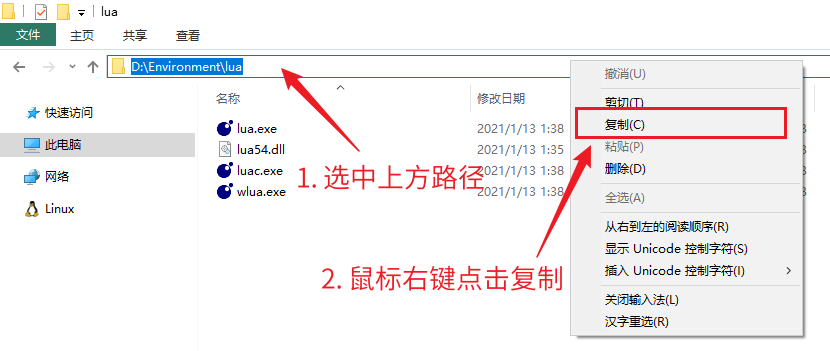 lua
文件 主页 共享 查看
D:\Environment\lua
名称 修改日期
快速访问
此电脑
网络
Linux
lua.exe 2021/1/13 1:38
lua54.dll 2021/1/13 1:35
luac.exe 2021/1/13 1:38
wlua.exe 2021/1/13 1:38
1. 选中上方路径
2. 鼠标右键点击复制
撤消(U)
剪切(T)
复制(C)
粘贴(P)
删除(D)
全选(A)
从右到左的阅读顺序(R)
显示 Unicode 控制字符(S)
插入 Unicode 控制字符(I)
关闭输入法(L)
汉字重选(R)